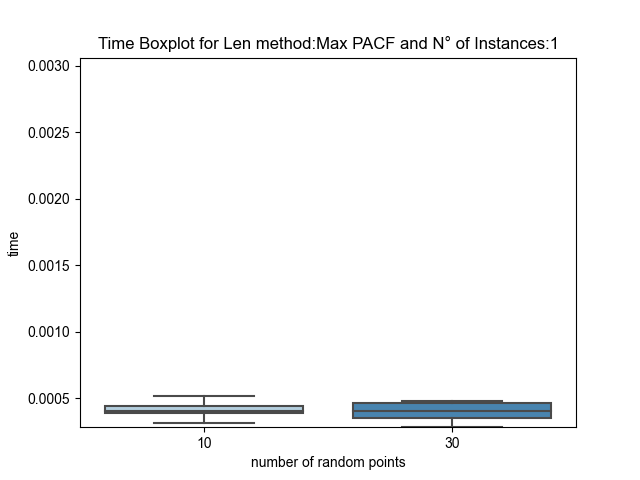 Time Boxplot for Len method:Max PACF and N° of Instances:1
0.0030
0.0025
0.0020
0.0015
0.0010
0.0005
time
10 30
number of random points